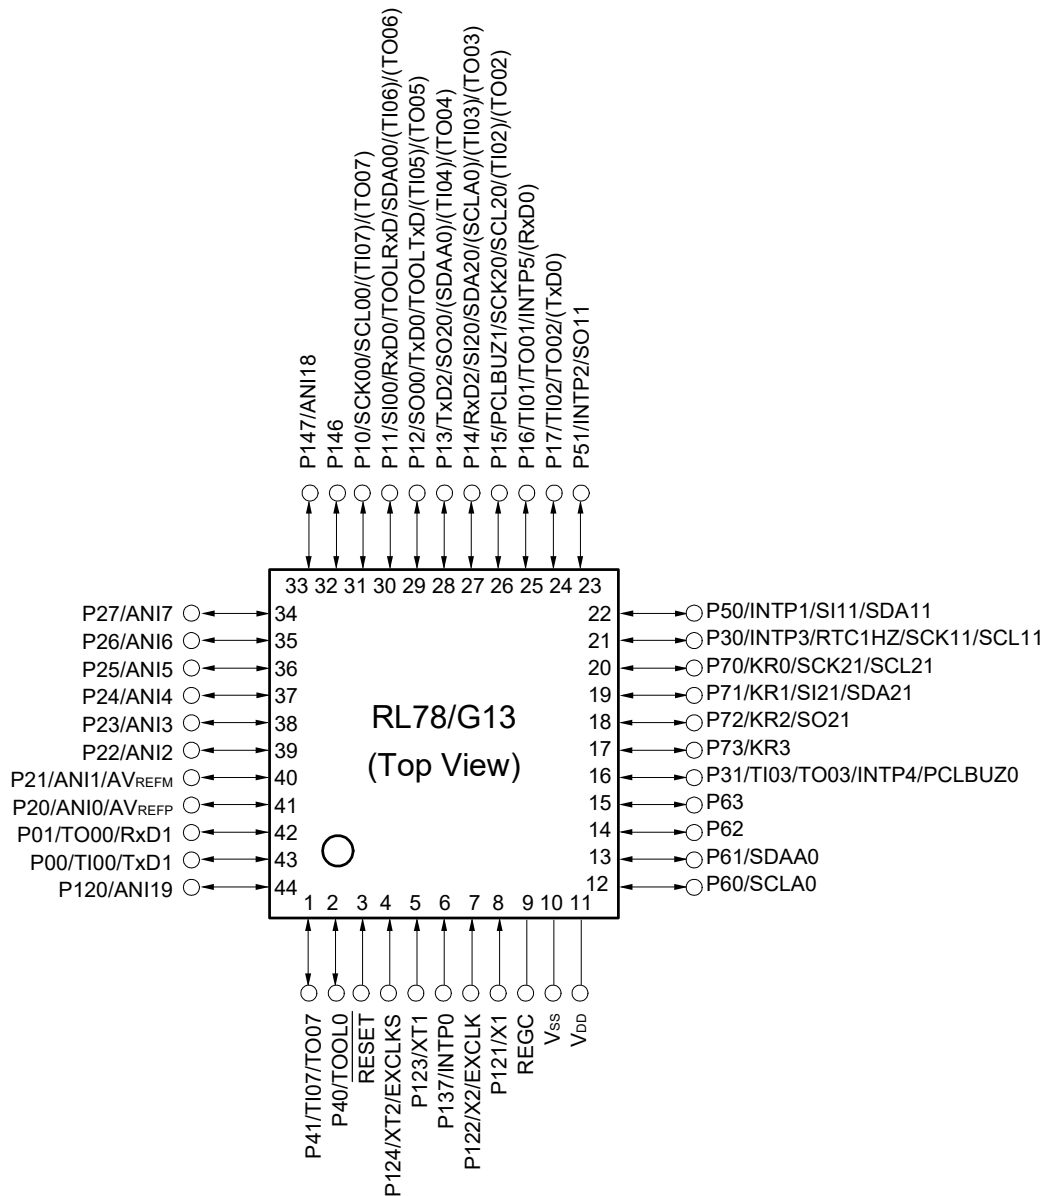 P147/ANI18
P146
P10/SCK00/SCL00/(TI07)/(TO07)
P11/SI00/RxD0/TOOLRxD/SDA00/(TI06)/(TO06)
P12/SO00/TxD0/TOOLTxD/(TI05)/(TO05)
P13/TxD2/SO20/(SDAA0)/(TI04)/(TO04)
P14/RxD2/SI20/SDA20/(SCLA0)/(TI03)/(TO03)
P15/PCLBUZ1/SCK20/SCL20/(TI02)/(TO02)
P16/TI01/TO01/INTP5/(RxD0)
P17/TI02/TO02/(TxD0)
P51/INTP2/SO11
33 32 31 30 29 28 27 26 25 24 23
P27/ANI7 34
P26/ANI6 35
P25/ANI5 36
P24/ANI4 37
P23/ANI3 38
P22/ANI2 39
P21/ANI1/AVREFM 40
P20/ANI0/AVREFP 41
P01/TO00/RxD1 42
P00/TI00/TxD1 43
P120/ANI19 44
RL78/G13
(Top View)
22 P50/INTP1/SI11/SDA11
21 P30/INTP3/RTC1HZ/SCK11/SCL11
20 P70/KR0/SCK21/SCL21
19 P71/KR1/SI21/SDA21
18 P72/KR2/SO21
17 P73/KR3
16 P31/TI03/TO03/INTP4/PCLBUZ0
15 P63
14 P62
13 P61/SDAA0
12 P60/SCLA0
1 2 3 4 5 6 7 8 9 10 11
P41/TI07/TO07
P40/TOOL0
RESET
P124/XT2/EXCLKS
P123/XT1
P137/INTP0
P122/X2/EXCLK
P121/X1
REGC
VSS
VDD